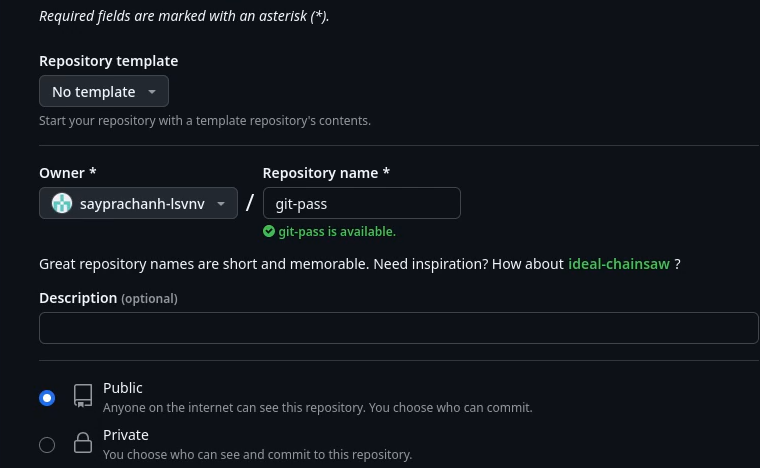 Required fields are marked with an asterisk (*).
Repository template
No template
Start your repository with a template repository's contents.
Owner *
Repository name *
sayprachanh-lsvnv / git-pass
git-pass is available.
Great repository names are short and memorable. Need inspiration? How about ideal-chainsaw ?
Description (optional)
Public
Anyone on the internet can see this repository. You choose who can commit.
Private
You choose who can see and commit to this repository.